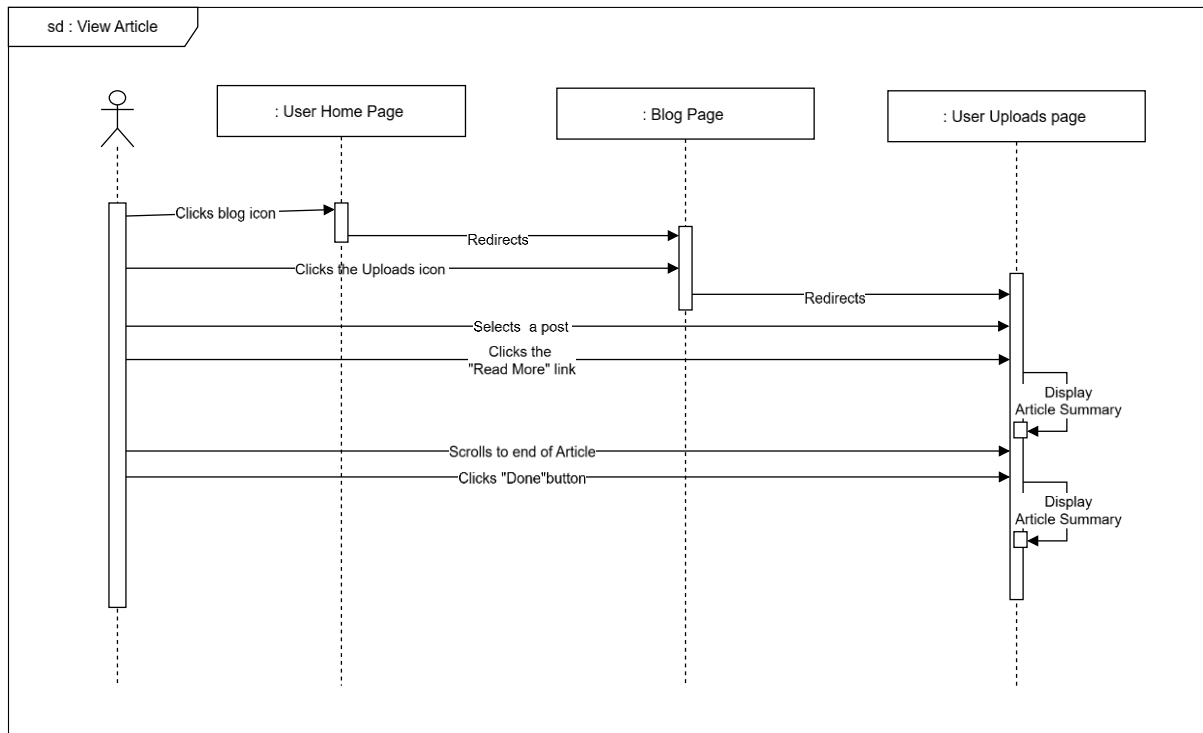 sd : View Article
: User Home Page
: Blog Page
: User Uploads page
Clicks blog icon
Redirects
Clicks the Uploads icon
Redirects
Selects  a post
Clicks the
"Read More" link
Display
Article Summary
Scrolls to end of Article
Clicks "Done"button
Display
Article Summary